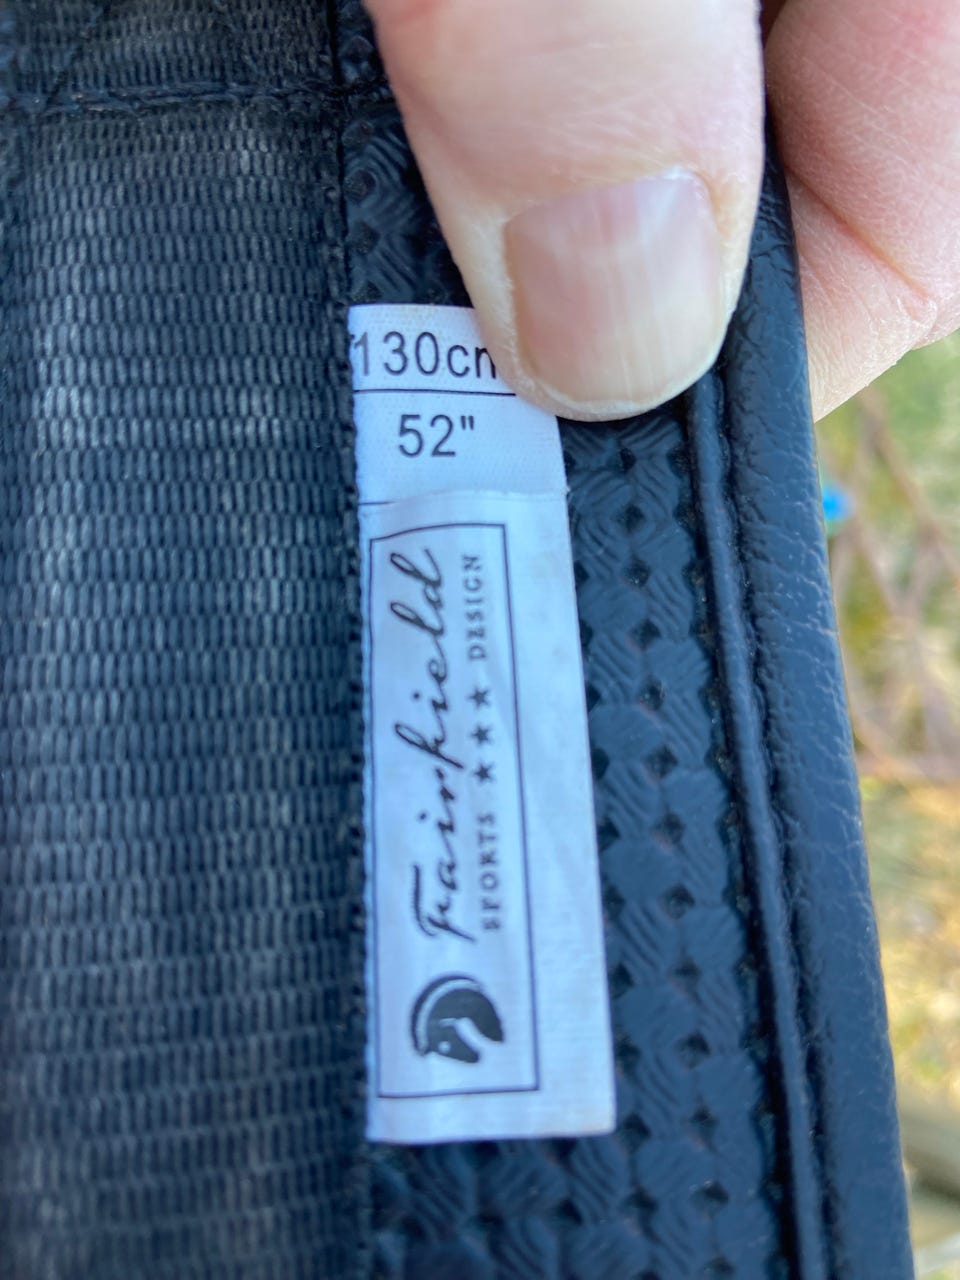 130cm
52"
Fairfield
SPORTS ★★★ DESIGN